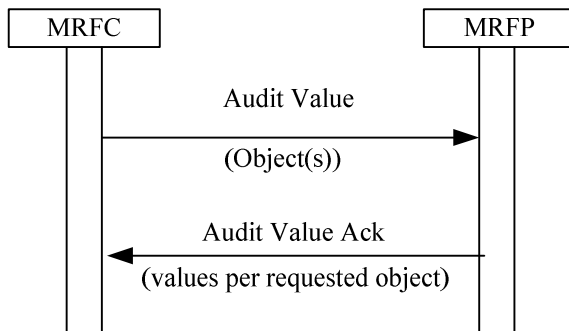 MRFC
MRFP
Audit Value
(Object(s))
Audit Value Ack
(values per requested object)